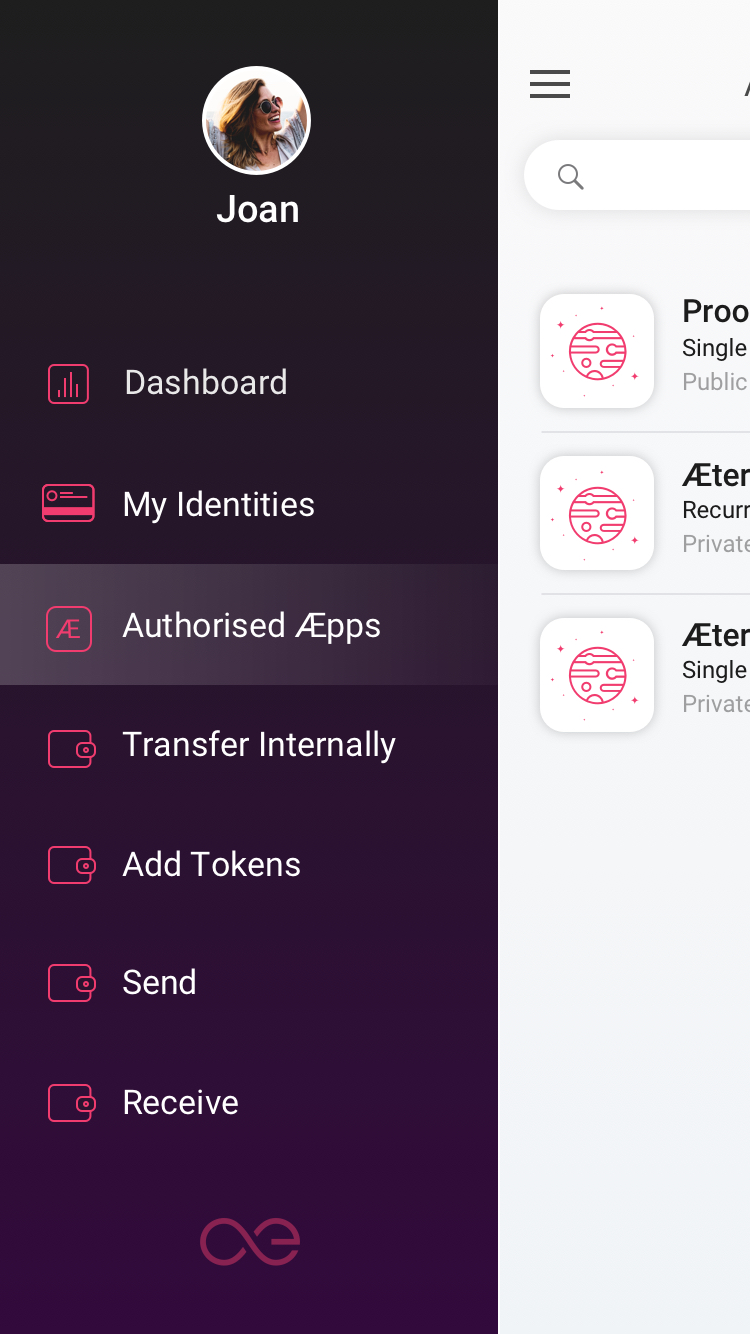 Joan
Dashboard
My Identities
Æ
Authorised Æpps
Transfer Internally
Add Tokens
Send
Receive
Proo
Single
Public
Æter
Recurr
Private
Æter
Single
Private